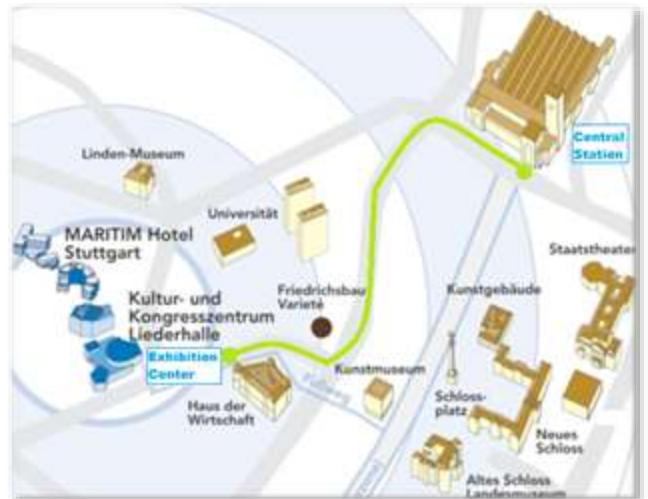 Central
Station
Linden-Museum
Universität
MARITIM Hotel
Stuttgart
Staatstheater
Friedrichsbau
Varieté
Kunstgebäude
Kultur- und
Kongresszentrum
Liederhalle
Exhibition
Center
Kunstmuseum
Haus der
Wirtschaft
Schloss-
platz
Neues
Schloss
Altes Schloss
Landesmuseum